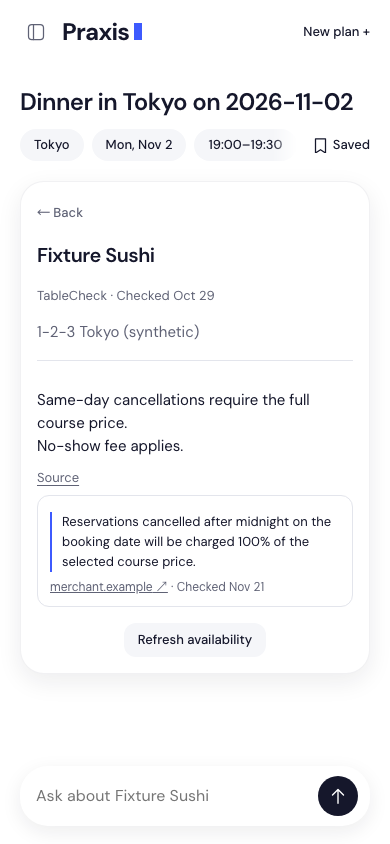 Praxis
New plan +
Dinner in Tokyo on 2026-11-02
Tokyo
Mon, Nov 2
19:00–19:30
Saved
← Back
Fixture Sushi
TableCheck · Checked Oct 29
1-2-3 Tokyo (synthetic)
Same-day cancellations require the full
course price.
No-show fee applies.
Source
Reservations cancelled after midnight on the
booking date will be charged 100% of the
selected course price.
merchant.example ↗ · Checked Nov 21
Refresh availability
Ask about Fixture Sushi